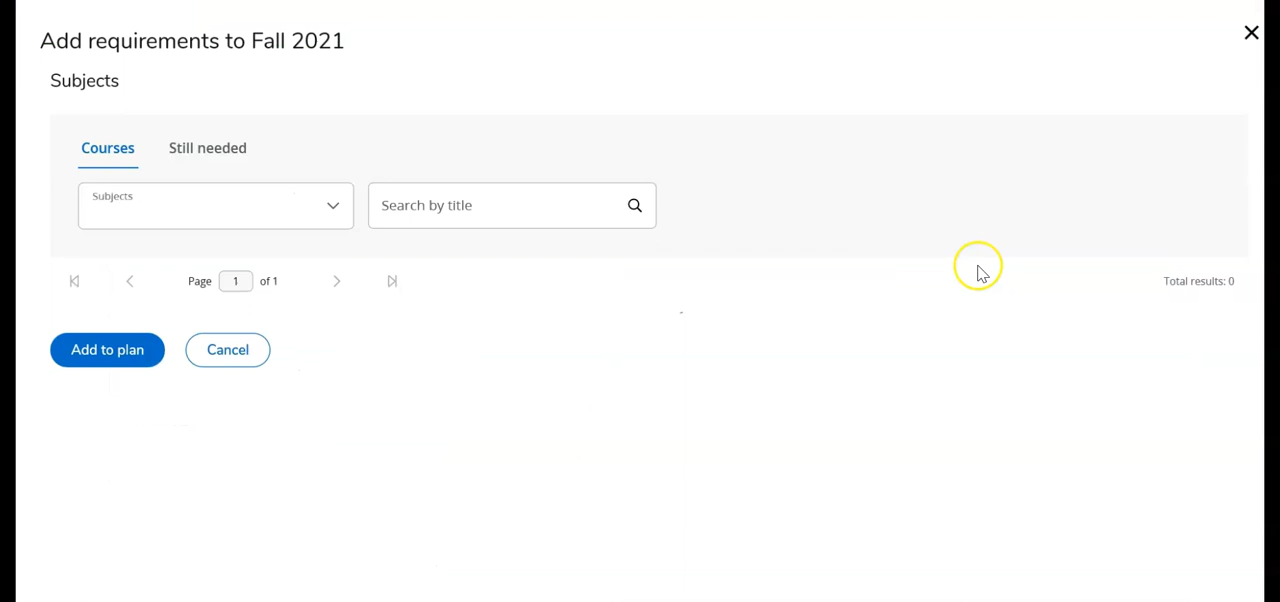 Add requirements to Fall 2021
Subjects
Courses Still needed
Subjects
Search by title
Page 1 of 1
Total results: 0
Add to plan Cancel